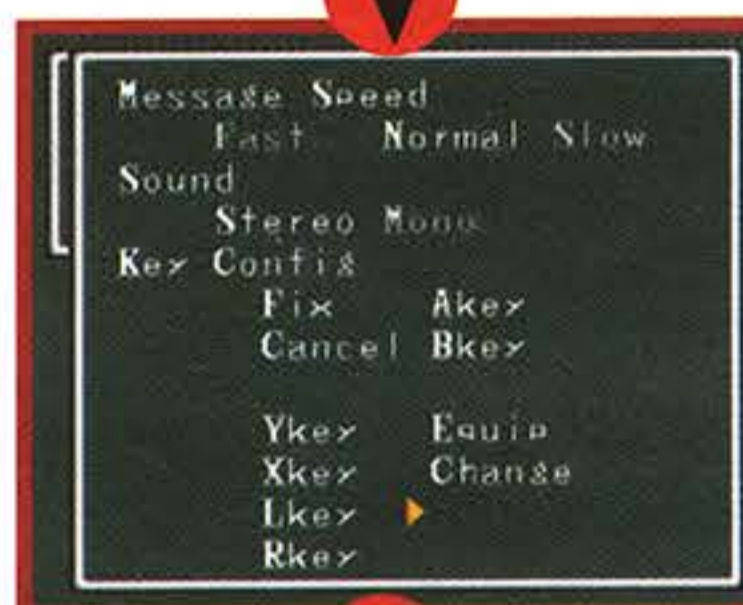 Message Speed
Fast Normal Slow
Sound
Stereo Mono
Key Config
Fix Akey
Cancel Bkey
Ykey Equip
Xkey Change
Lkey
Rkey